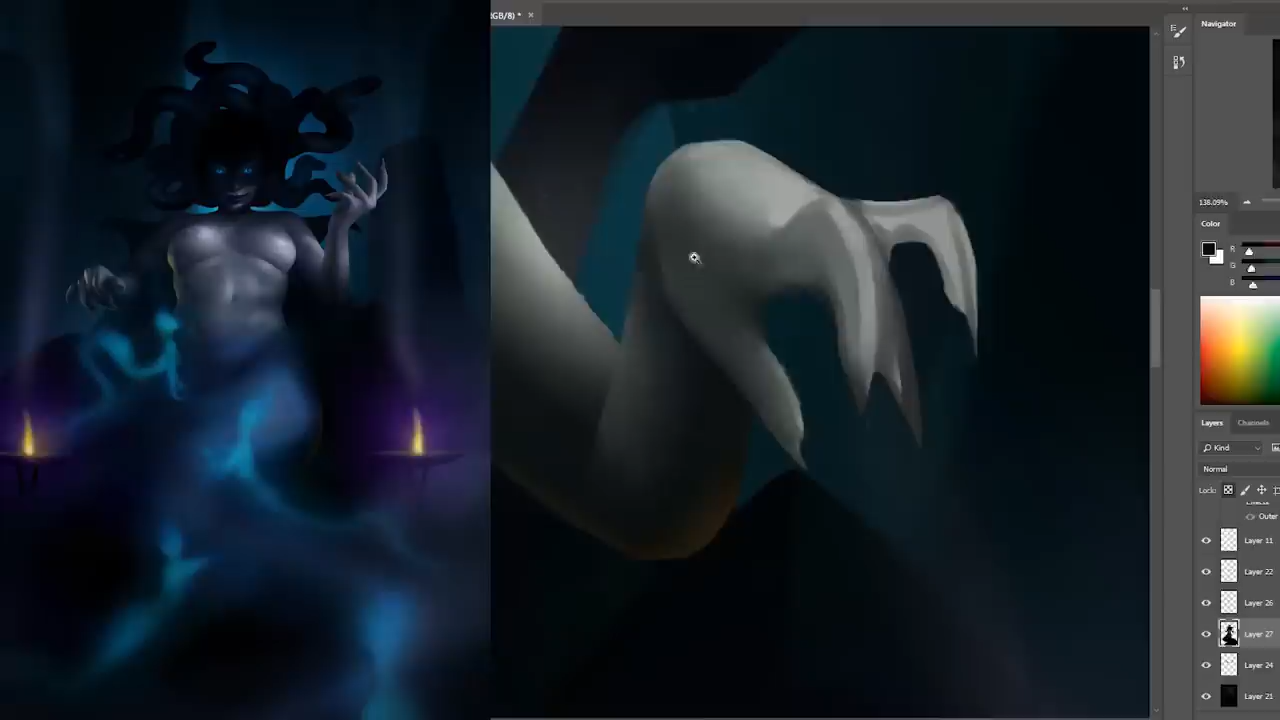 RGB/8) *
Navigator
138.09%
Color
R
G
B
Layers
Channels
Kind
Normal
Lock:
Outer
Layer 11
Layer 22
Layer 26
Layer 27
Layer 24
Layer 21